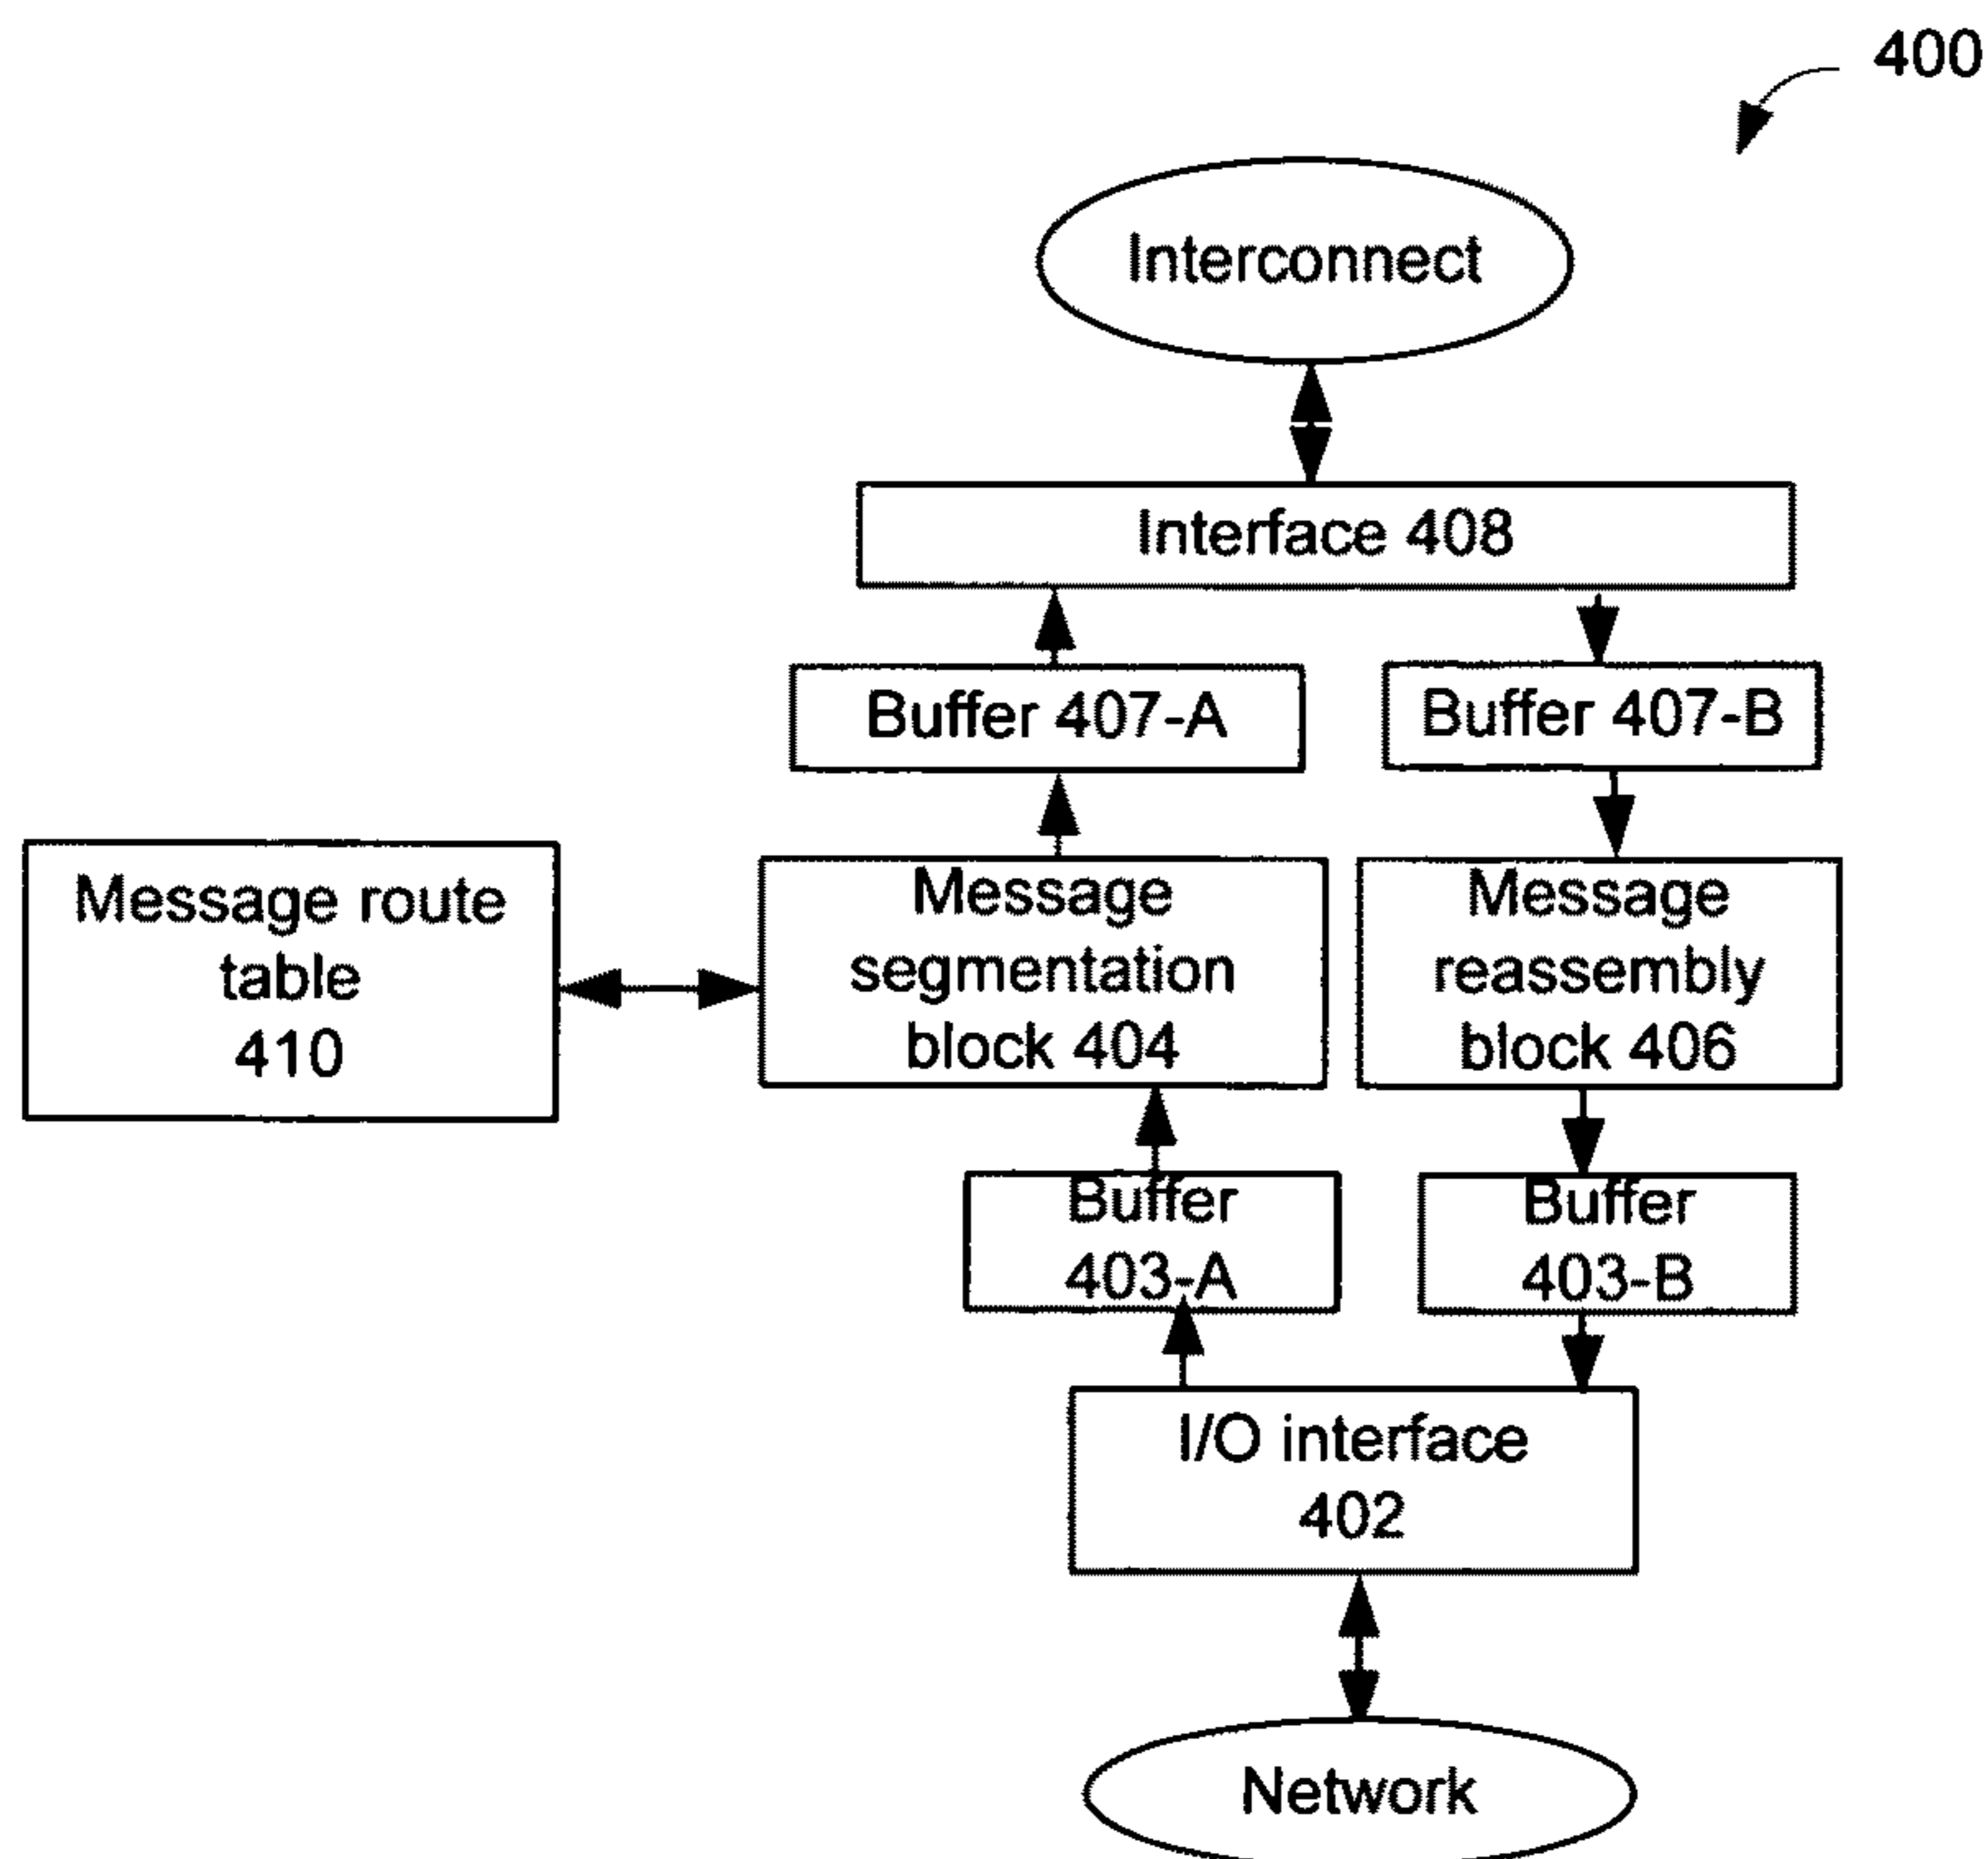 400
Interconnect
Interface 408
Buffer 407-A
Buffer 407-B
Message route
table
410
Message
segmentation
block 404
Message
reassembly
block 406
Buffer
403-A
Buffer
403-B
I/O interface
402
Network